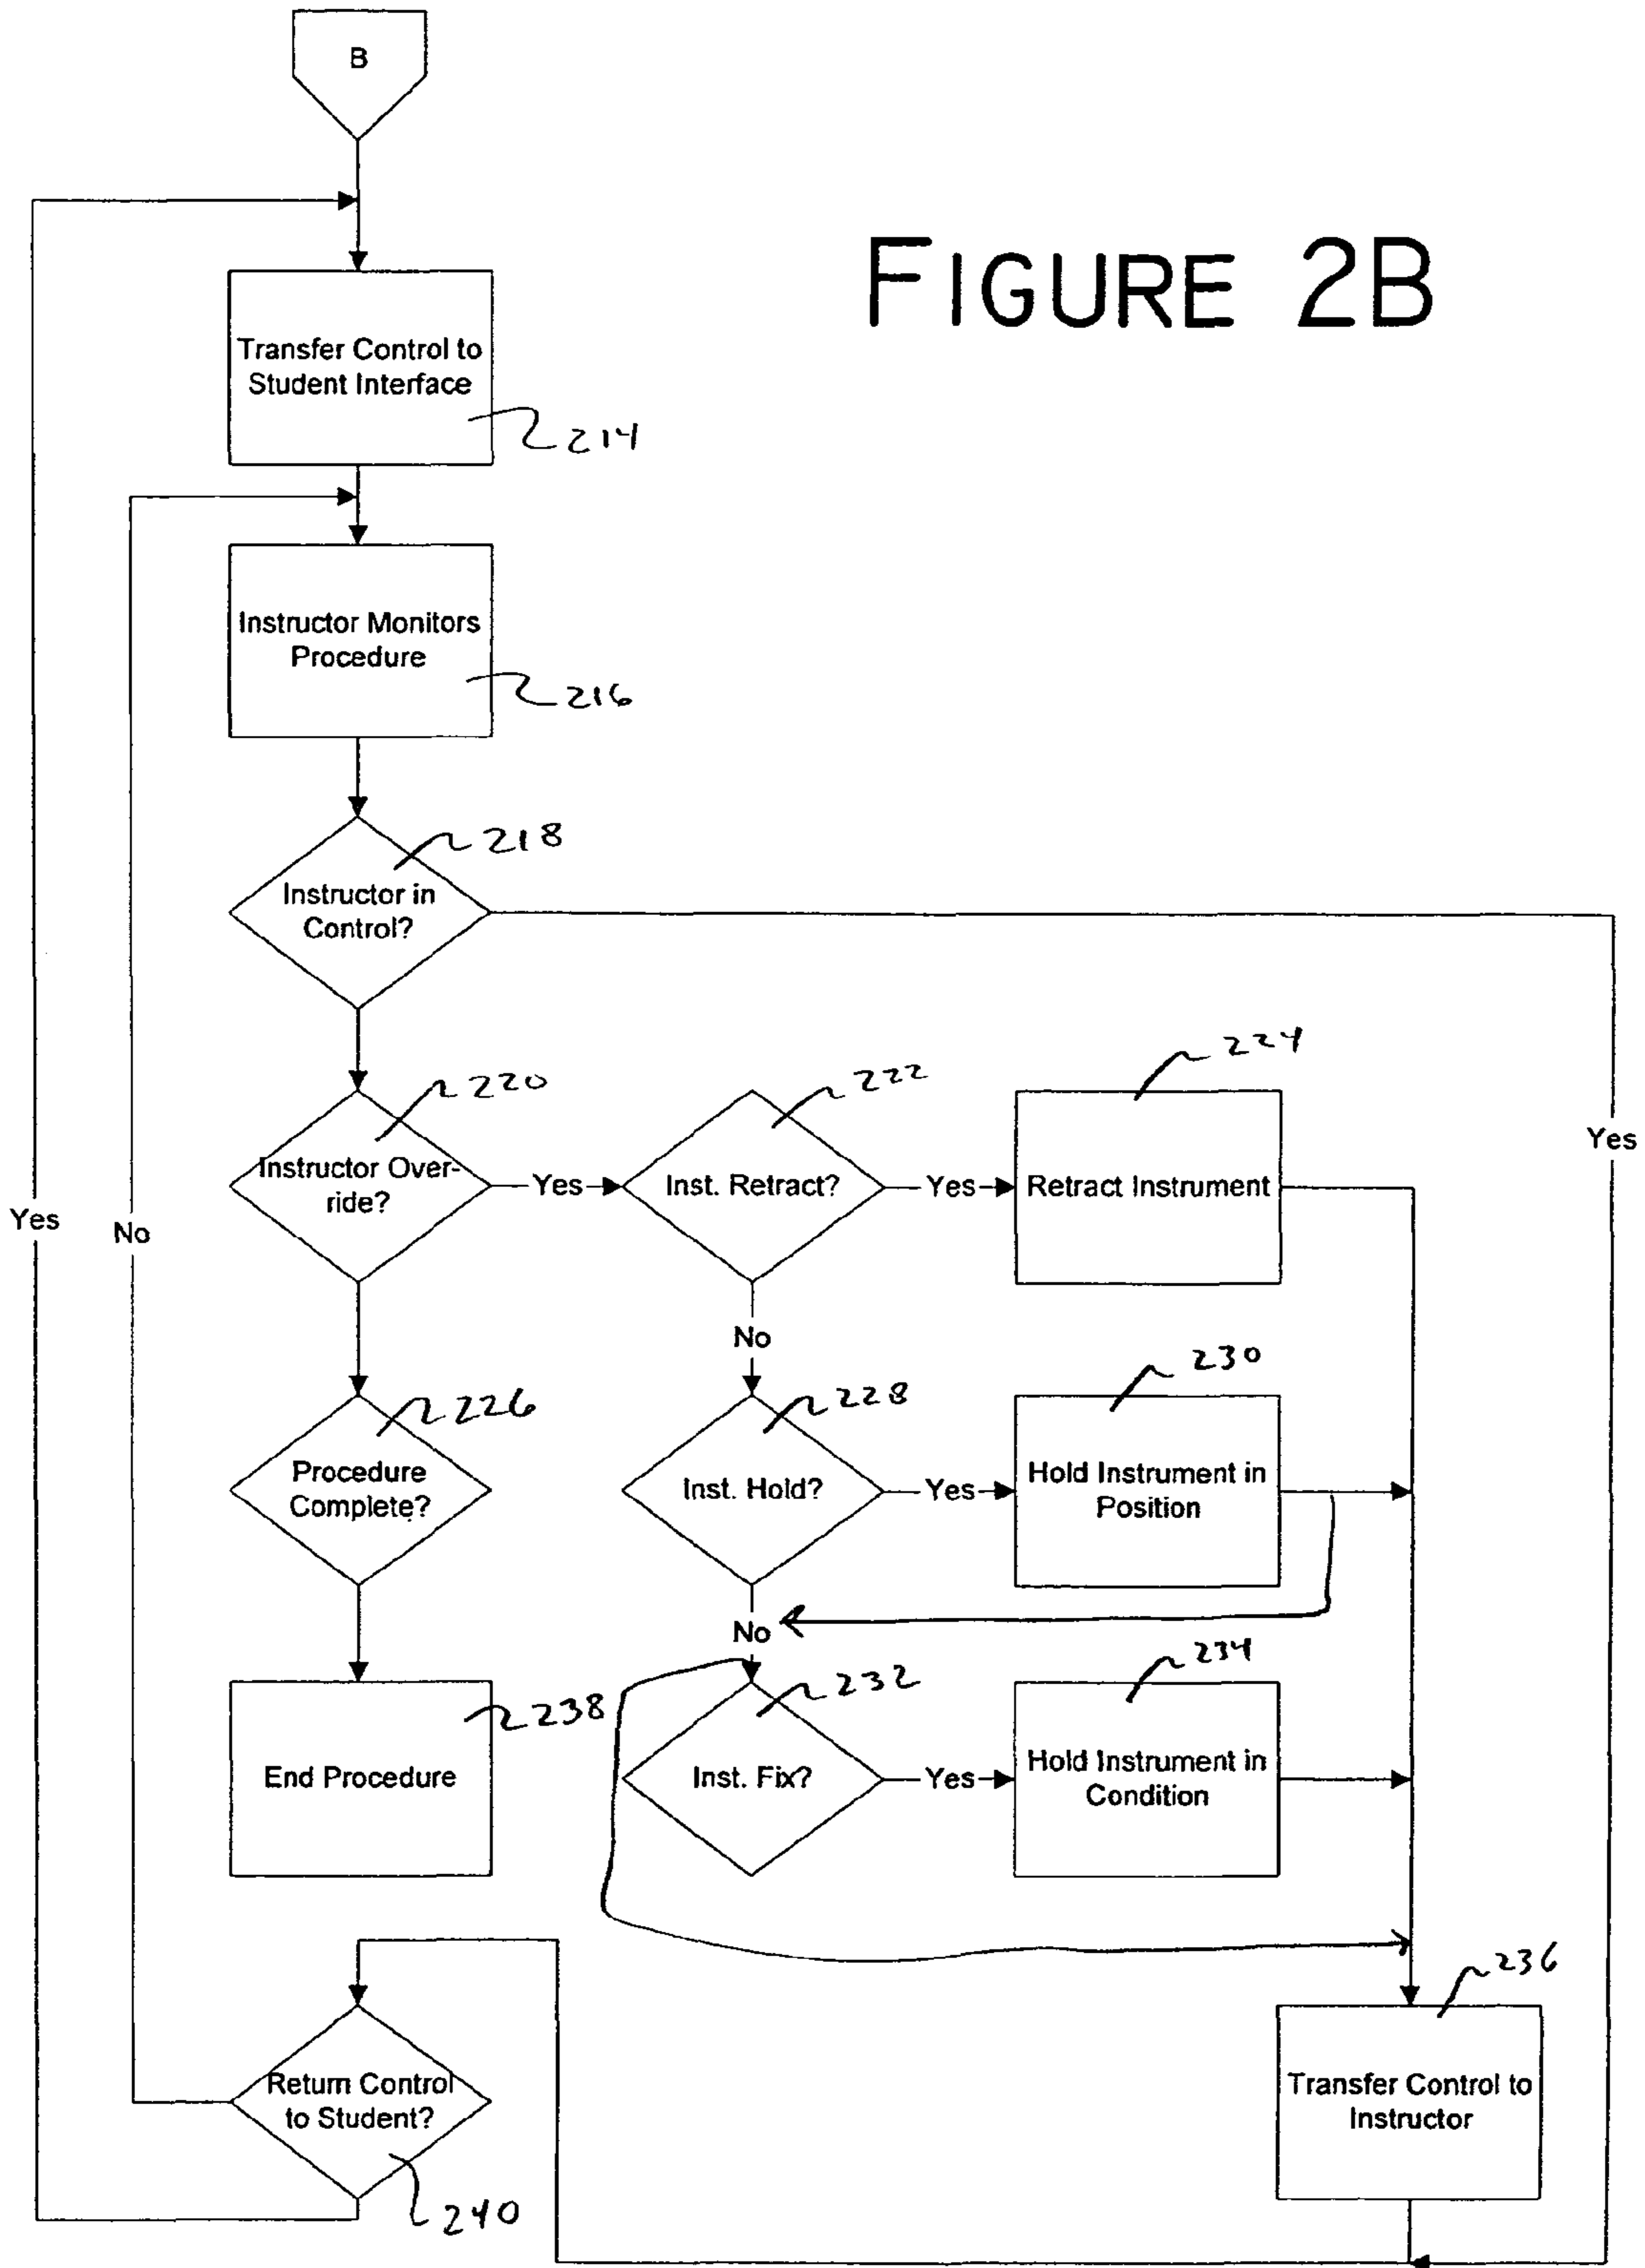 B
FIGURE 2B
Transfer Control to
Student Interface
214
Instructor Monitors
Procedure
216
218
Instructor in
Control?
220
Instructor Over-
ride?
Yes
222
Inst. Retract?
Yes
224
Retract Instrument
Yes
Yes
No
No
226
Procedure
Complete?
228
Inst. Hold?
Yes
230
Hold Instrument in
Position
No
238
End Procedure
232
Inst. Fix?
Yes
234
Hold Instrument in
Condition
Return Control
to Student?
240
236
Transfer Control to
Instructor